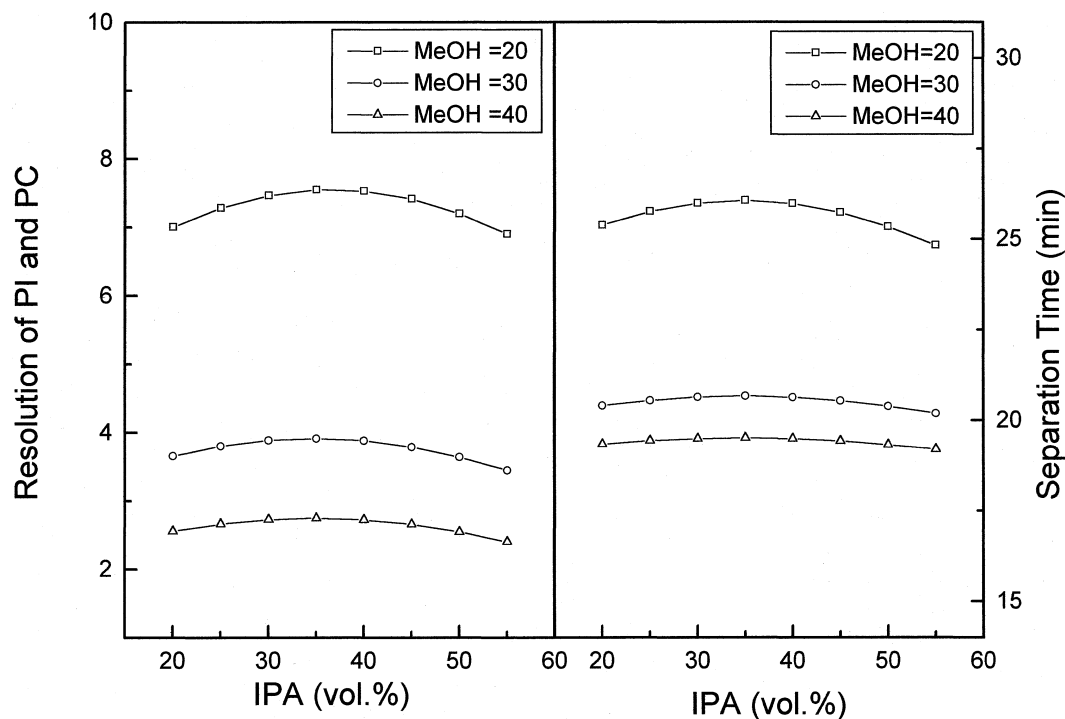 10
8
6
4
2
Resolution of PI and PC
MeOH =20
MeOH =30
MeOH =40
20
30
40
50
60
IPA (vol.%)
MeOH=20
MeOH=30
MeOH=40
20
30
40
50
60
IPA (vol.%)
30
25
20
15
Separation Time (min)